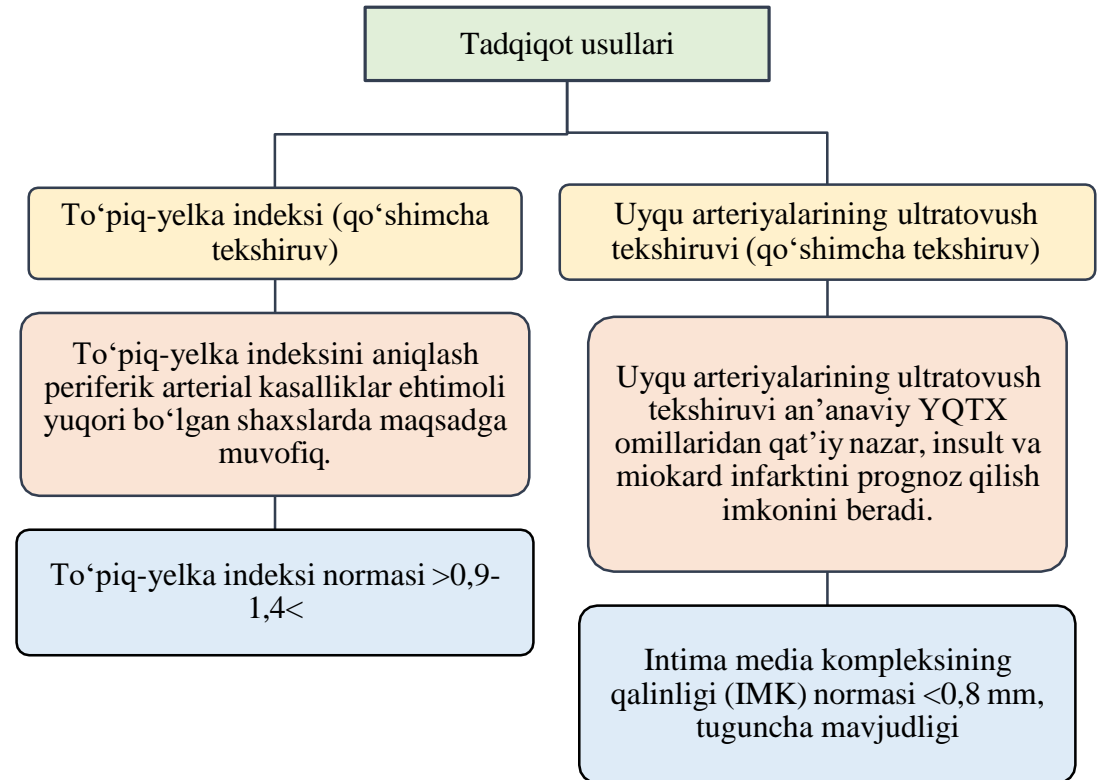 Tadqiqot usullari
To‘piq-yelka indeksi (qo‘shimcha
tekshiruv)
To‘piq-yelka indeksini aniqlash
periferik arterial kasalliklar ehtimoli
yuqori bo‘lgan shaxslarda maqsadga
muvofiq.
To‘piq-yelka indeksi normasi >0,9-
1,4<
Uyqu arteriyalarining ultratovush
tekshiruvi (qo‘shimcha tekshiruv)
Uyqu arteriyalarining ultratovush
tekshiruvi an’anaviy YQTX
omillaridan qat’iy nazar, insult va
miokard infarktini prognoz qilish
imkonini beradi.
Intima media kompleksining
qalinligi (IMK) normasi <0,8 mm,
tuguncha mavjudligi